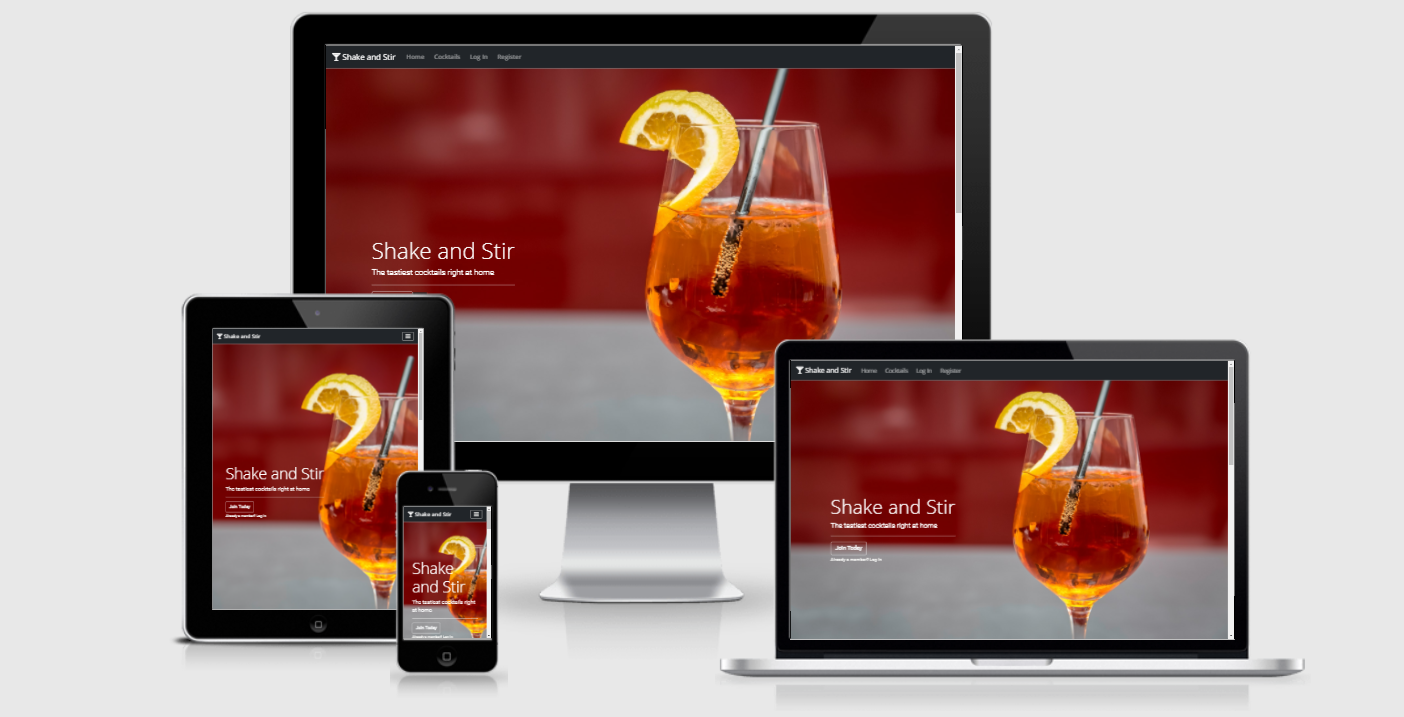 Shake and Stir Home Cocktails Log In Register
Shake and Stir
The tastiest cocktails right at home
Shake and Stir
Shake and Stir
The tastiest cocktails right at home
Join Today
Already a member? Log In
Shake and Stir
Shake
and Stir
The tastiest cocktails right
at home
Join Today
Already a member? Log In
Shake and Stir Home Cocktails Log In Register
Shake and Stir
The tastiest cocktails right at home
Join Today
Already a member? Log In